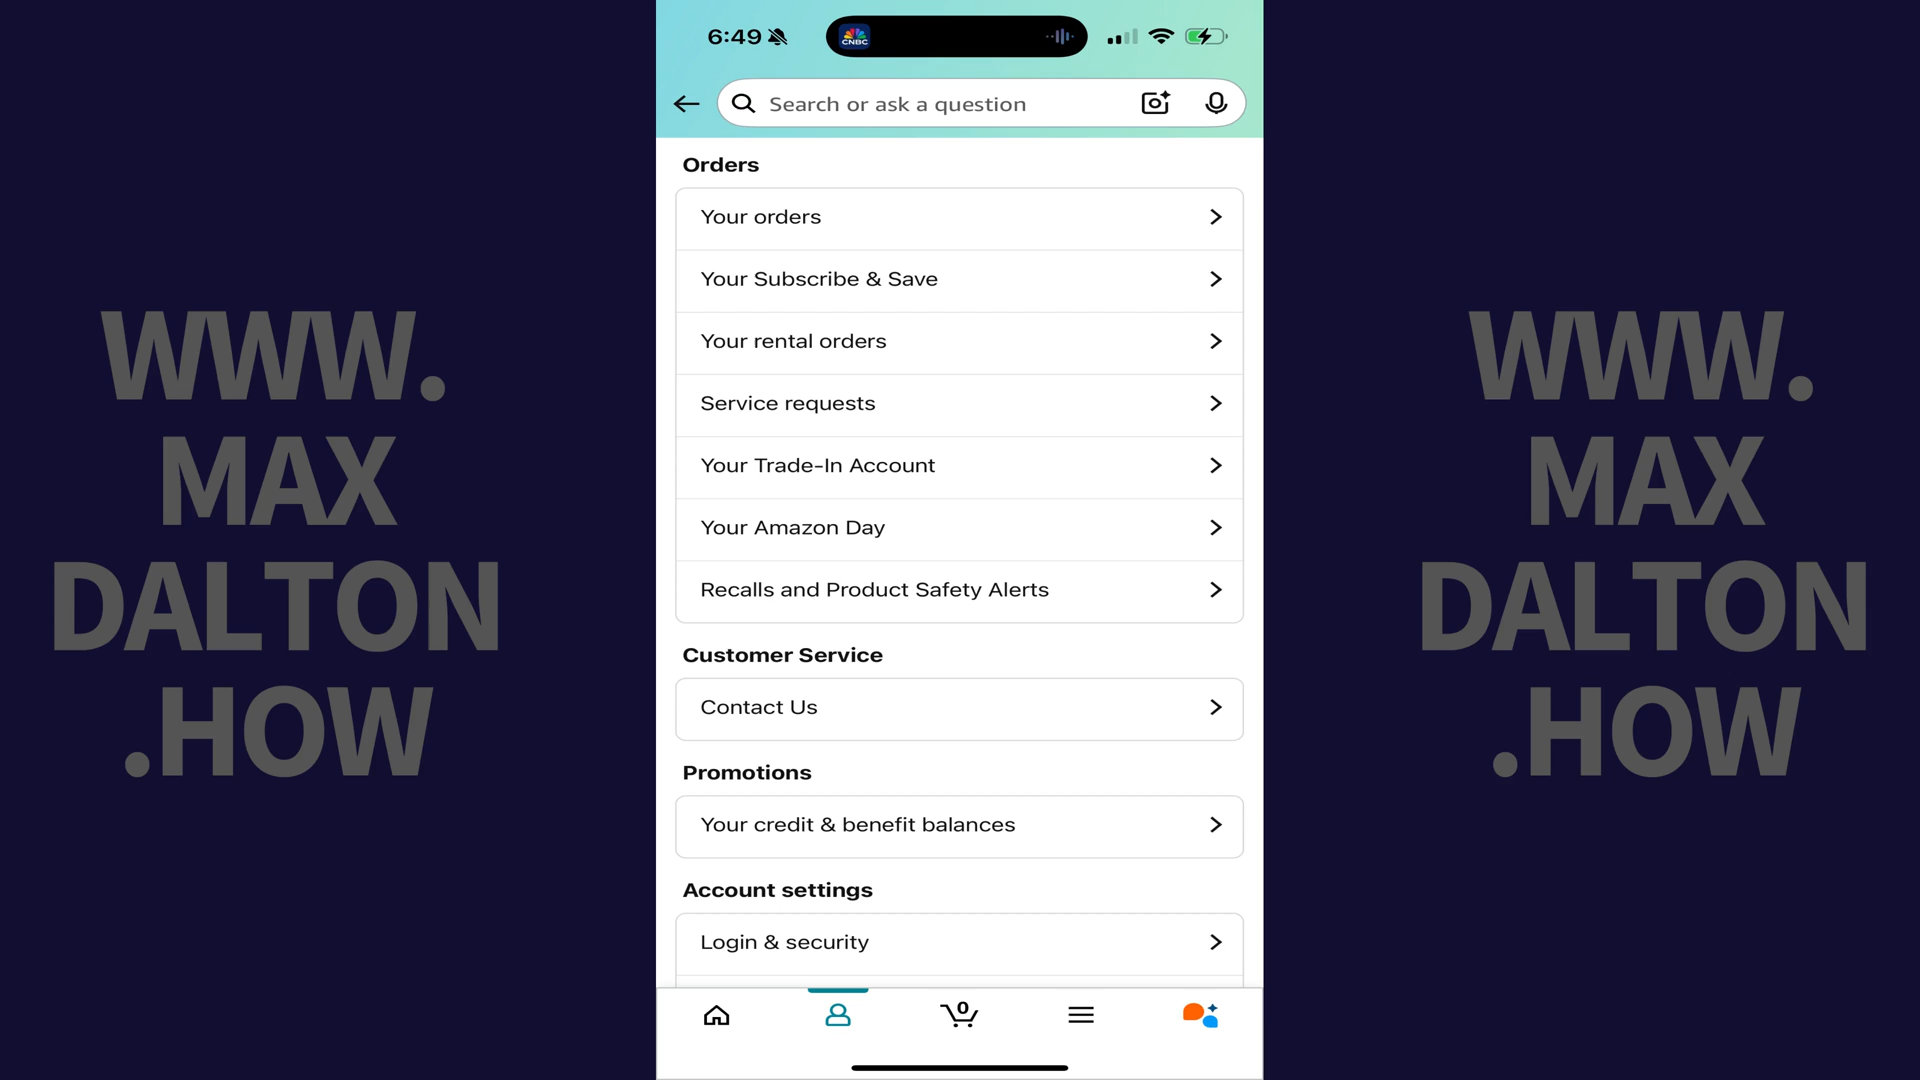 6:49
CNBC
Search or ask a question
Orders
Your orders
Your Subscribe & Save
Your rental orders
Service requests
Your Trade-In Account
Your Amazon Day
Recalls and Product Safety Alerts
Customer Service
Contact Us
Promotions
Your credit & benefit balances
Account settings
Login & security
0
WWW.
MAX
DALTON
.HOW
WWW.
MAX
DALTON
.HOW